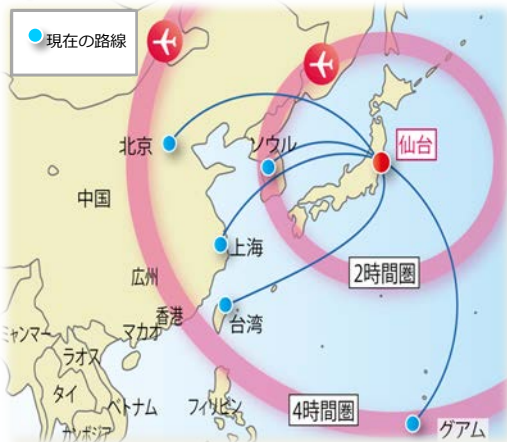 現在の路線
北京
ソウル
仙台
中国
上海
2時間圏
広州
香港
台湾
ミャンマー
マカオ
ラオス
タイ
ベトナム
フィリピン
4時間圏
グアム
カンボジア